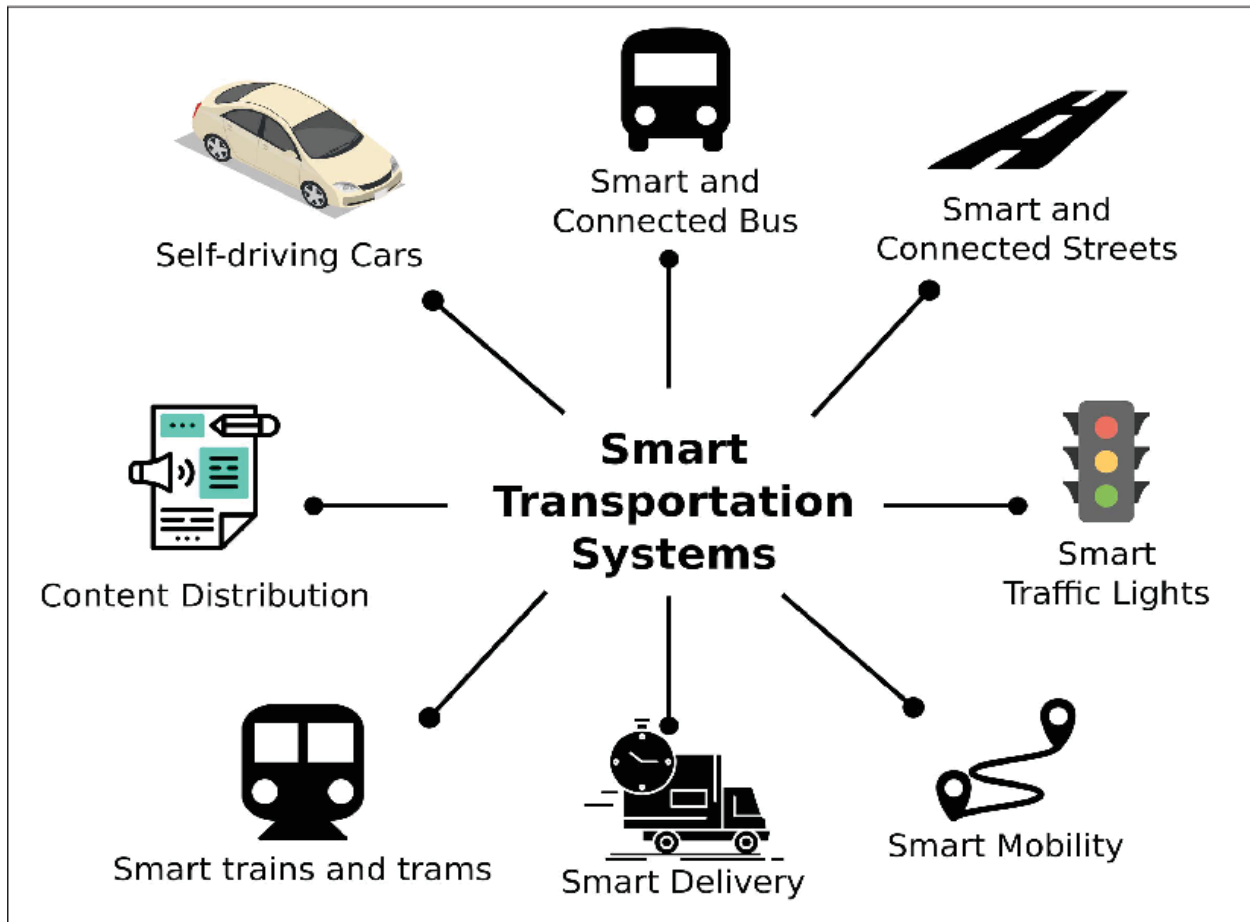 Smart and
Connected Bus
Smart and
Connected Streets
Self-driving Cars
Smart
Transportation
Systems
Smart
Traffic Lights
Content Distribution
Smart Mobility
Smart trains and trams
Smart Delivery